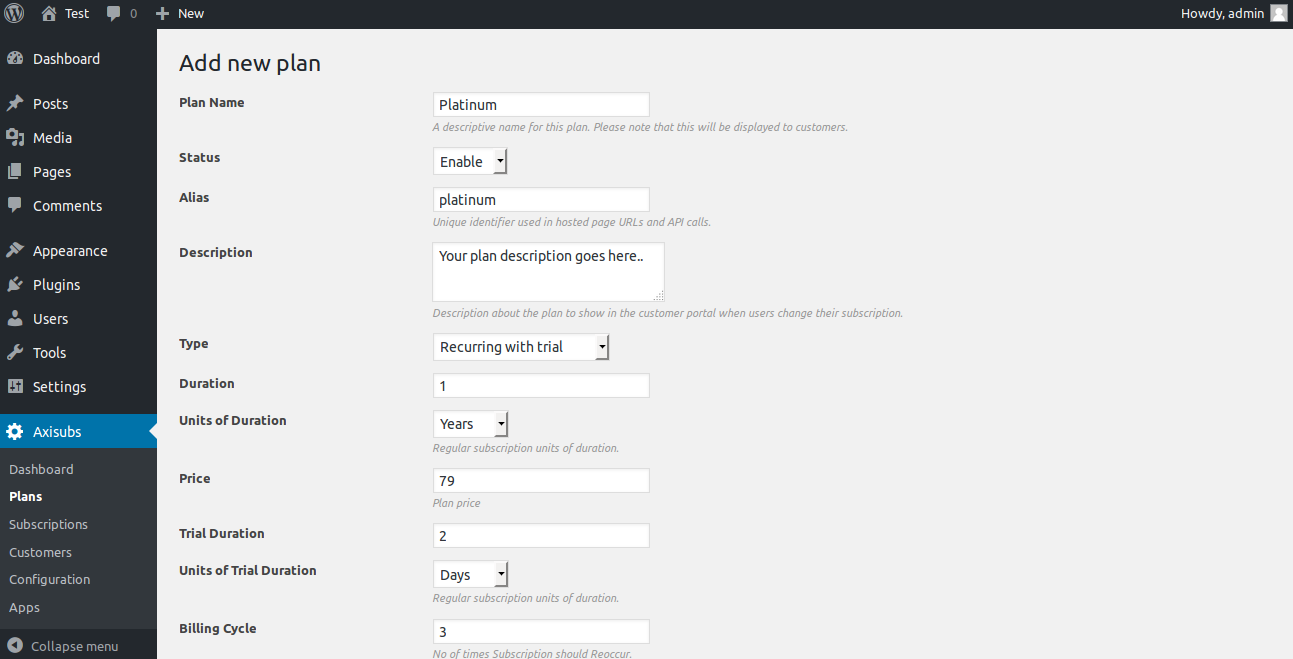 Test 0 New Howdy, admin
Dashboard
Posts
Media
Pages
Comments
Appearance
Plugins
Users
Tools
Settings
Axisubs
Dashboard
Plans
Subscriptions
Customers
Configuration
Apps
Collapse menu
Add new plan
Plan Name Platinum
A descriptive name for this plan. Please note that this will be displayed to customers.
Status Enable
Alias platinum
Unique identifier used in hosted page URLs and API calls.
Description Your plan description goes here..
Description about the plan to show in the customer portal when users change their subscription.
Type Recurring with trial
Duration 1
Units of Duration Years
Regular subscription units of duration.
Price 79
Plan price
Trial Duration 2
Units of Trial Duration Days
Regular subscription units of duration.
Billing Cycle 3
No of times Subscription should Reoccur.